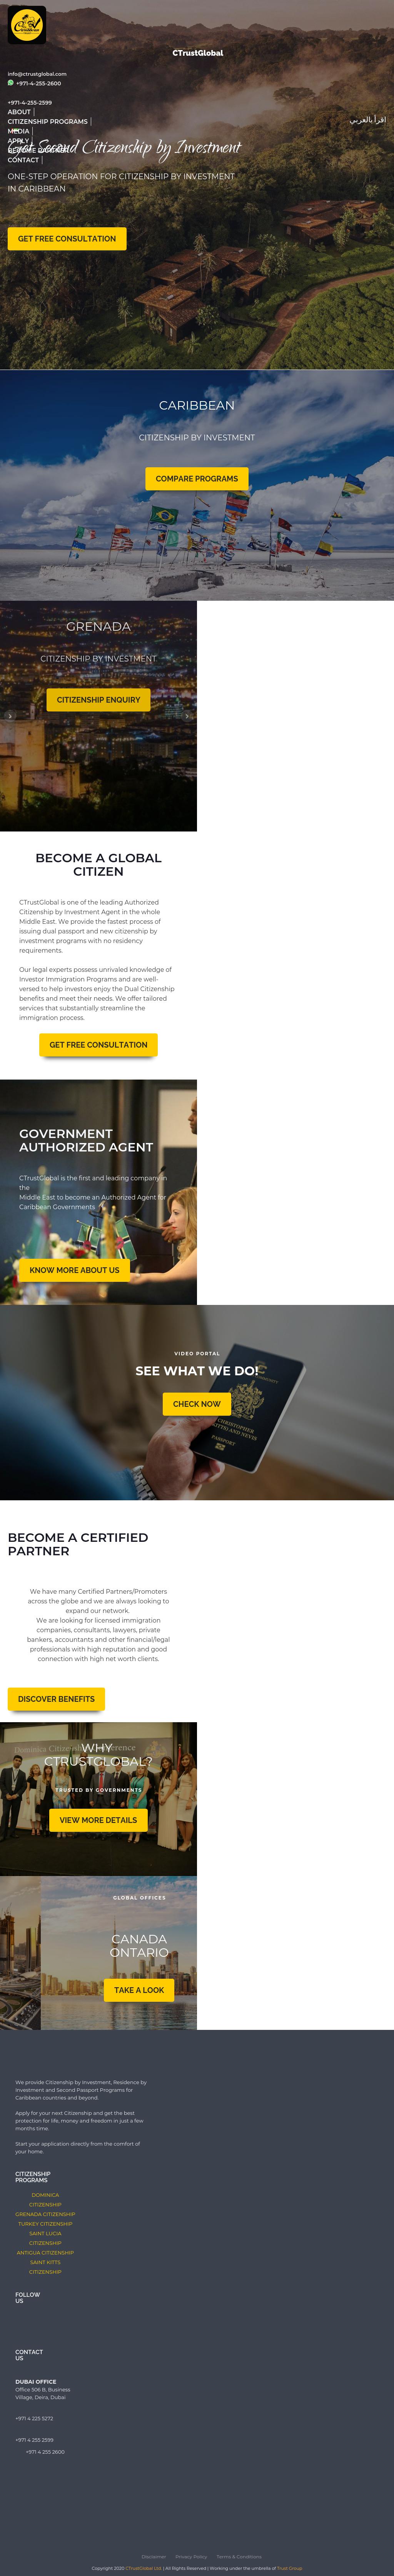 CTrustGlobal
info@ctrustglobal.com
+971-4-255-2600
+971-4-255-2599
ABOUT
CITIZENSHIP PROGRAMS
MEDIA
APPLY
CONTACT
اقرأ بالعربي
Second Citizenship by Investment
ONE-STEP OPERATION FOR CITIZENSHIP BY INVESTMENT
IN CARIBBEAN
GET FREE CONSULTATION
CARIBBEAN
CITIZENSHIP BY INVESTMENT
COMPARE PROGRAMS
GRENADA
CITIZENSHIP BY INVESTMENT
CITIZENSHIP ENQUIRY
BECOME A GLOBAL
CITIZEN
CTrustGlobal is one of the leading Authorized
Citizenship by Investment Agent in the whole
Middle East. We provide the fastest process of
issuing dual passport and new citizenship by
investment programs with no residency
requirements.
Our legal experts possess unrivaled knowledge of
Investor Immigration Programs and are well-
versed to help investors enjoy the Dual Citizenship
benefits and meet their needs. We offer tailored
services that substantially streamline the
immigration process.
GET FREE CONSULTATION
GOVERNMENT
AUTHORIZED AGENT
CTrustGlobal is the first and leading company in
the
Middle East to become an Authorized Agent for
Caribbean Governments
KNOW MORE ABOUT US
VIDEO PORTAL
SEE WHAT WE DO!
CHECK NOW
PASSPORT
BECOME A CERTIFIED
PARTNER
We have many Certified Partners/Promoters
across the globe and we are always looking to
expand our network.
We are looking for licensed immigration
companies, consultants, lawyers, private
bankers, accountants and other financial/legal
professionals with high reputation and good
connection with high net worth clients.
DISCOVER BENEFITS
WHY
CTRUSTGLOBAL?
TRUSTED BY GOVERNMENTS
VIEW MORE DETAILS
GLOBAL OFFICES
CANADA
ONTARIO
TAKE A LOOK
We provide Citizenship by Investment, Residence by
Investment and Second Passport Programs for
Caribbean countries and beyond.
Apply for your next Citizenship and get the best
protection for life, money and freedom in just a few
months time.
Start your application directly from the comfort of
your home.
CITIZENSHIP
PROGRAMS
DOMINICA
CITIZENSHIP
GRENADA CITIZENSHIP
TURKEY CITIZENSHIP
SAINT LUCIA
CITIZENSHIP
ANTIGUA CITIZENSHIP
SAINT KITTS
CITIZENSHIP
FOLLOW
US
CONTACT
US
DUBAI OFFICE
Office 506 B, Business
Village, Deira, Dubai
+971 4 225 5272
+971 4 255 2599
+971 4 255 2600
Disclaimer
Privacy Policy
Terms & Conditions
Copyright 2020 CTrustGlobal Ltd. | All Rights Reserved | Working under the umbrella of Trust Group